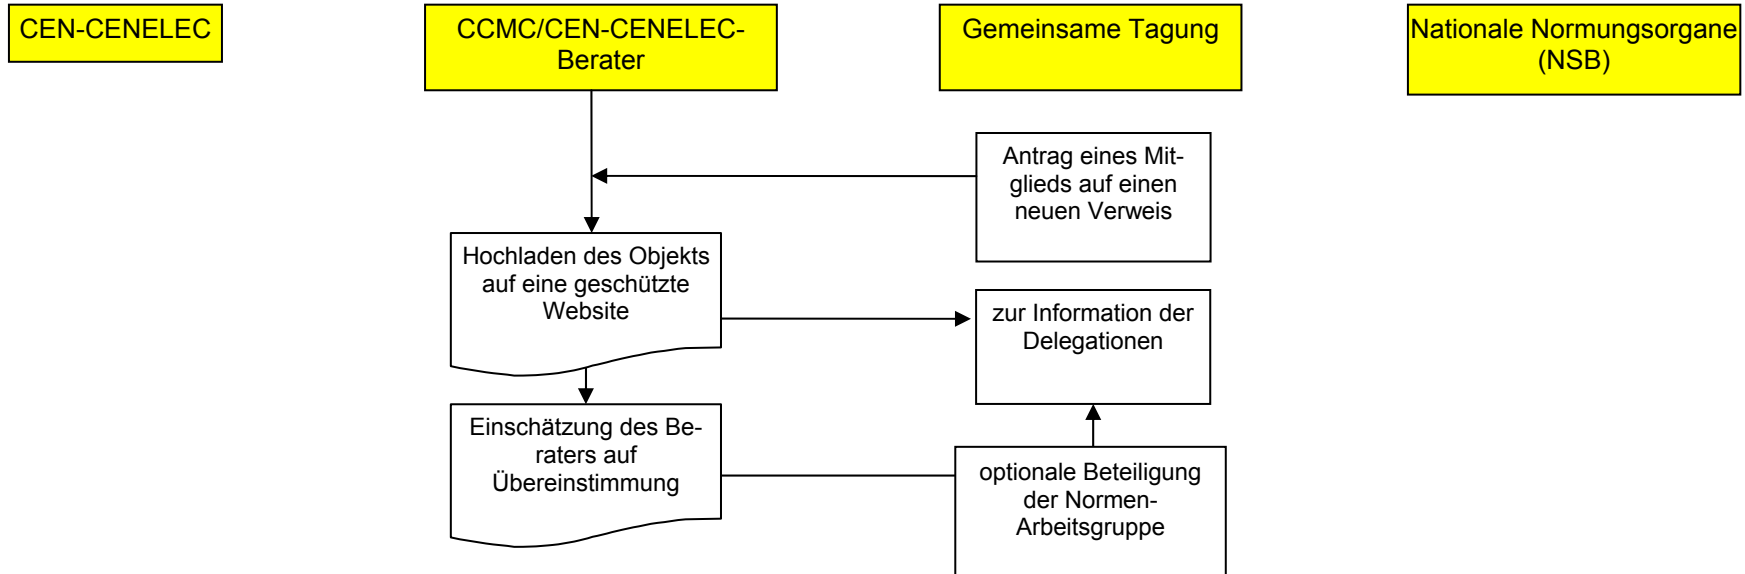 CEN-CENELEC
CCMC/CEN-CENELEC-
Berater
Gemeinsame Tagung
Nationale Normungsorgane
(NSB)
Antrag eines Mit-
glieds auf einen
neuen Verweis
Hochladen des Objekts
auf eine geschützte
Website
zur Information der
Delegationen
Einschätzung des Be-
raters auf
Übereinstimmung
optionale Beteiligung
der Normen-
Arbeitsgruppe